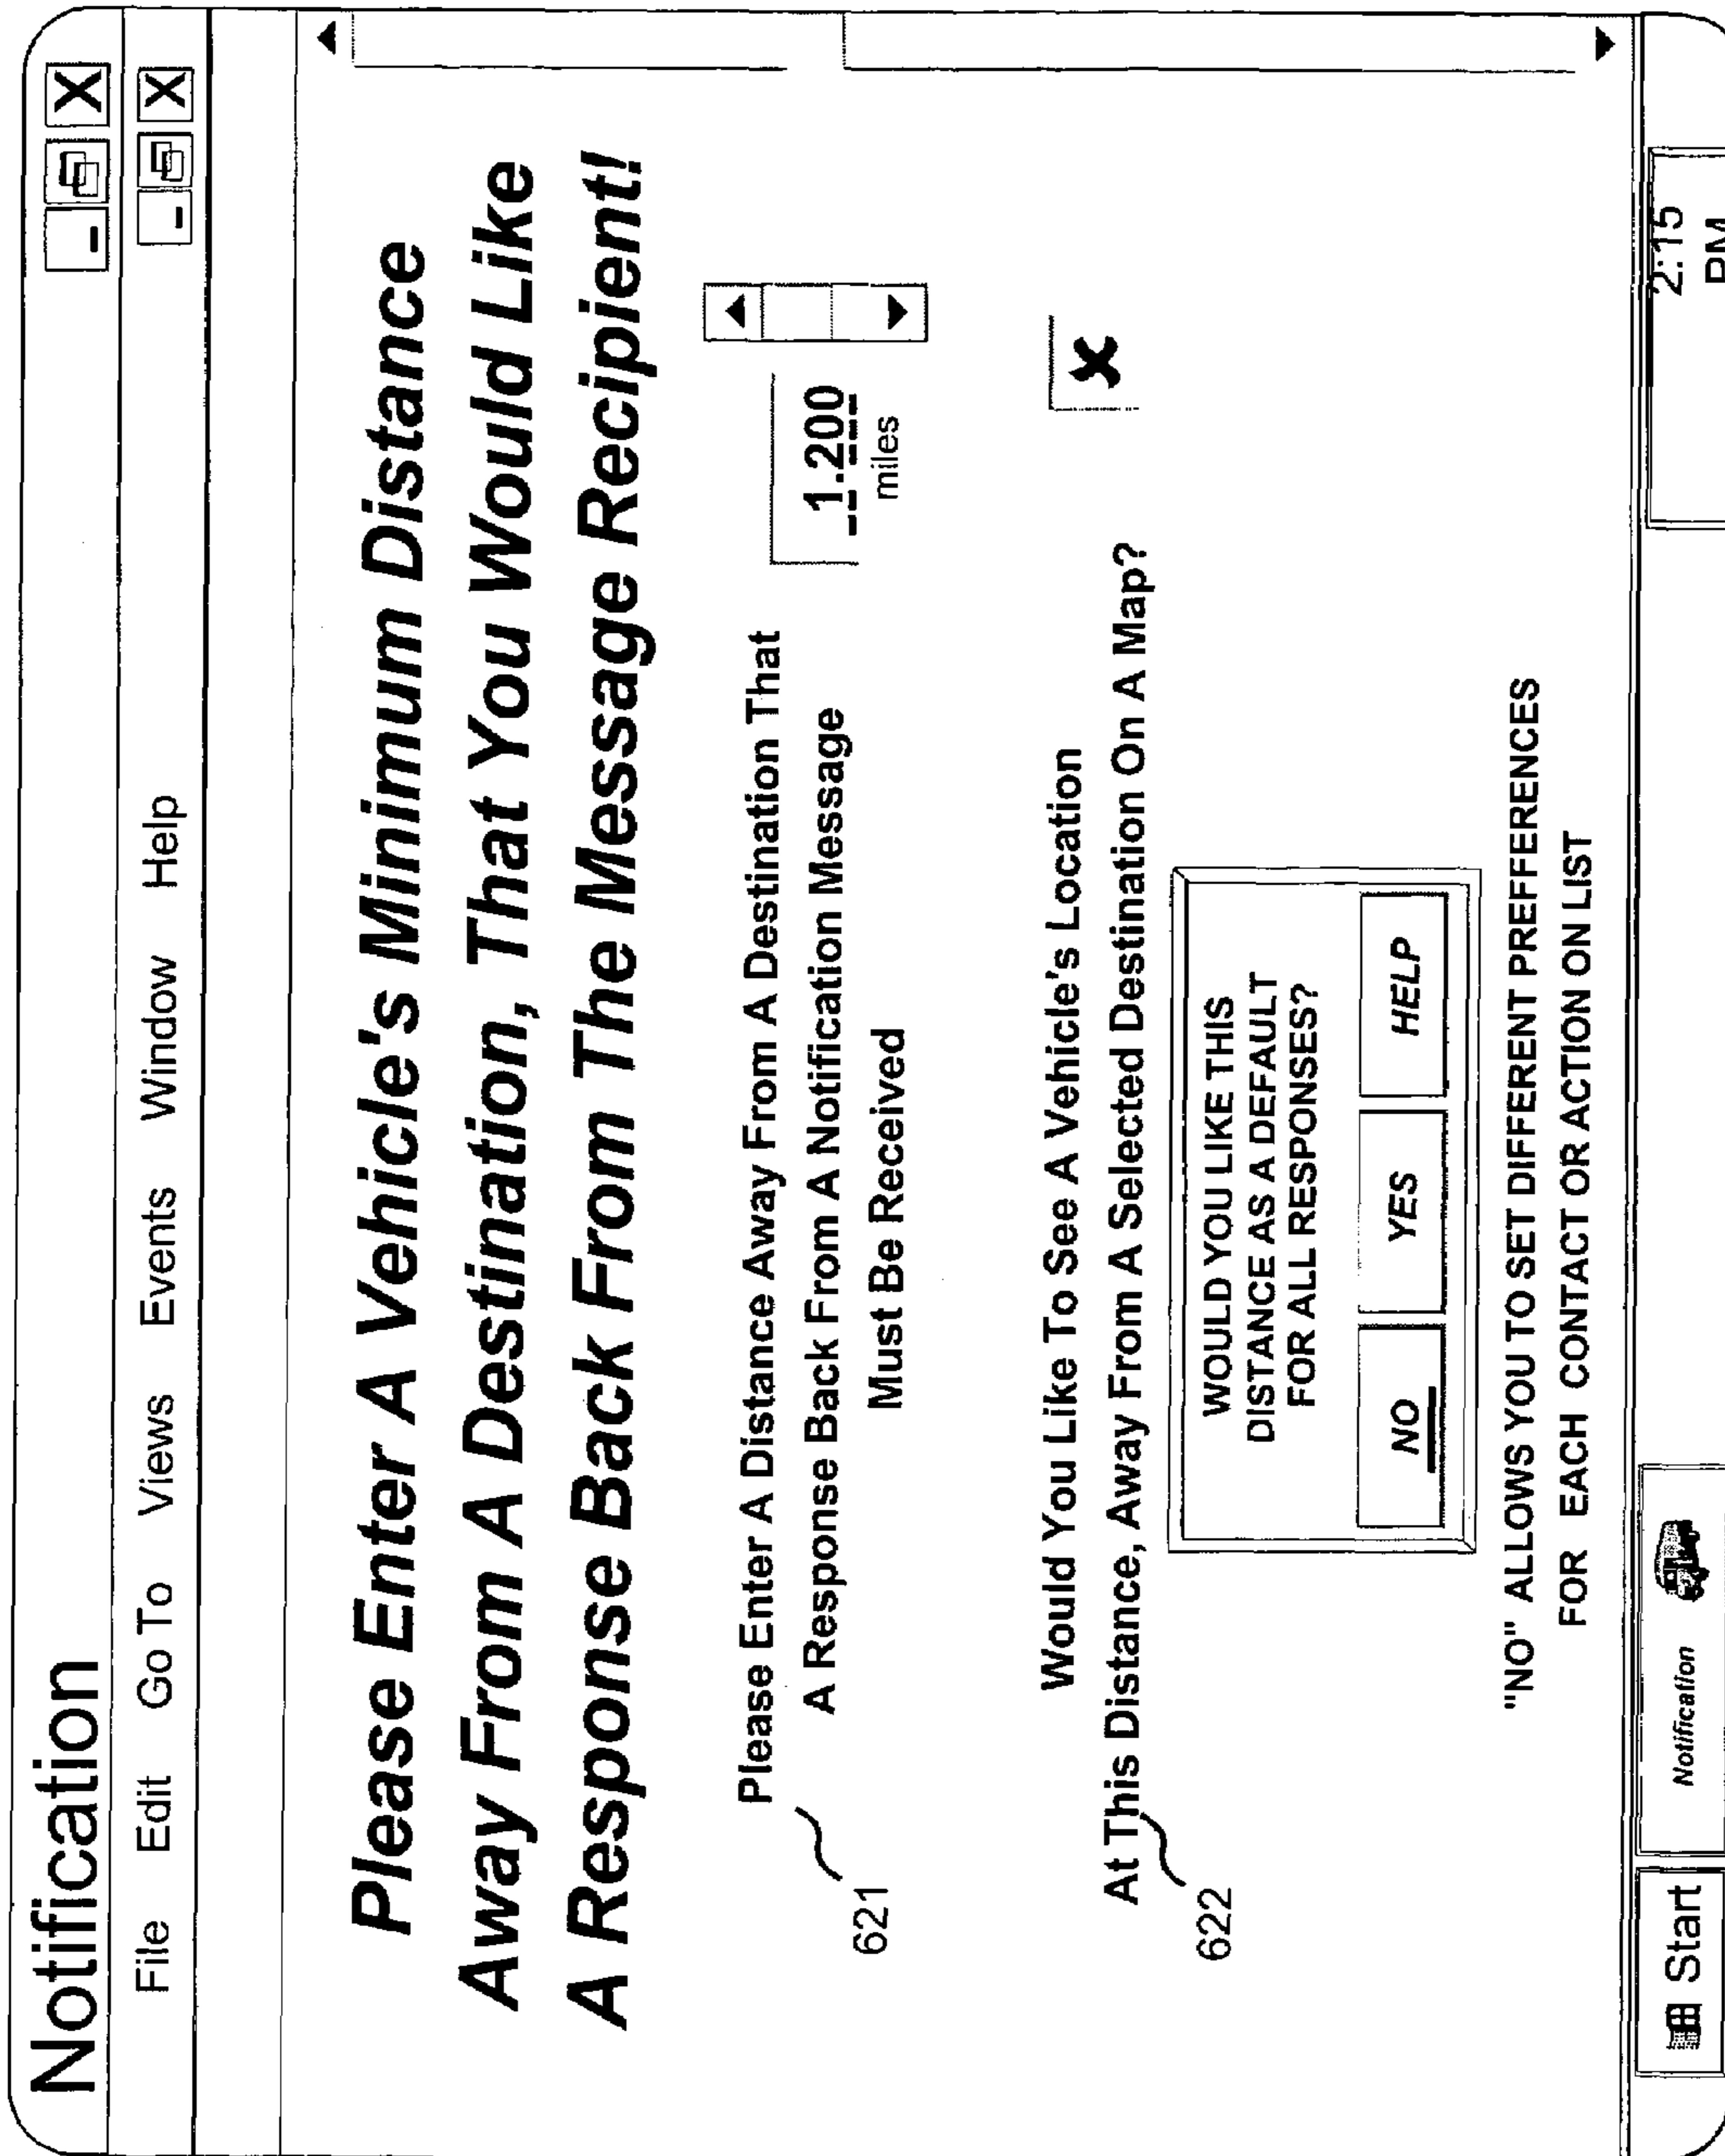 Notification
File Edit Go To Views Events Window Help
Please Enter A Vehicle's Minimum Distance
Away From A Destination, That You Would Like
A Response Back From The Message Recipient!
621
Please Enter A Distance Away From A Destination That
A Response Back From A Notification Message
Must Be Received
1.200
miles
622
Would You Like To See A Vehicle's Location
At This Distance, Away From A Selected Destination On A Map?
WOULD YOU LIKE THIS
DISTANCE AS A DEFAULT
FOR ALL RESPONSES?
NO YES HELP
"NO" ALLOWS YOU TO SET DIFFERENT PREFFERENCES
FOR EACH CONTACT OR ACTION ON LIST
Start Notification 2:15
PM